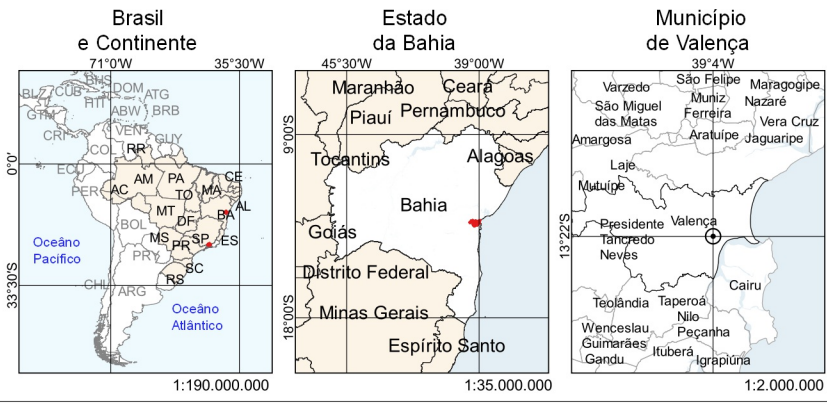 Brasil
e Continente
71°0'W
35°30'W
0°0'
33°30'S
BHS
BLZ
CUB
DOM
ATG
HTI
GTM
ABW
BRB
CRI
VEN
GUY
COL
RR
ECU
AM
PA
CE
PER
AC
TO
MA
AL
MT
DF
BA
BOL
MS
SP
ES
PR
PRY
SC
CHL
ARG
RS
Oceâno
Pacífico
Oceâno
Atlântico
1:190.000.000
Estado
da Bahia
45°30'W
39°00'W
9°00'S
18°00'S
Maranhão
Ceará
Piauí
Pernambuco
Tocantins
Alagoas
Bahia
Goiás
Distrito Federal
Minas Gerais
Espírito Santo
1:35.000.000
Município
de Valença
3994'W
13°22'S
São Felipe
Varzedo
Maragogipe
São Miguel
das Matas
Muniz
Ferreira
Nazaré
Vera Cruz
Amargosa
Aratuípe
Jaguaripe
Laje
Mutuípe
Presidente
Tancredo
Neves
Valença
Cairu
Teolândia
Taperoá
Nilo
Peçanha
Wenceslau
Guimarães
Gandu
Ituberá
Igrapiúna
1:2.000.000